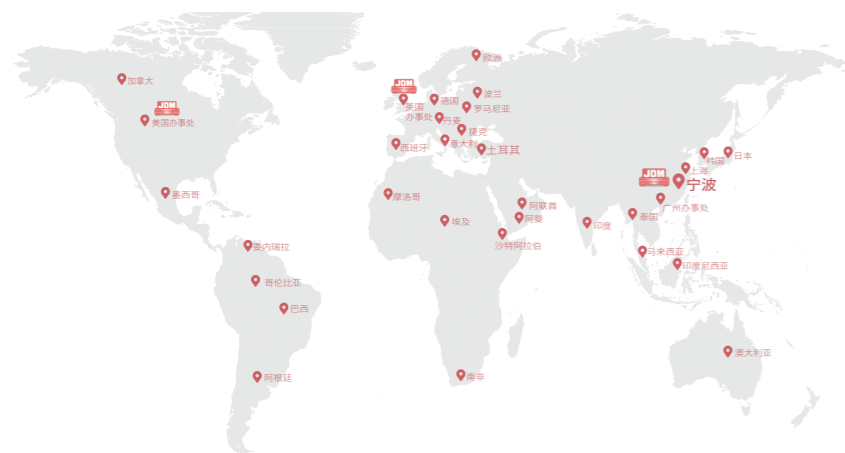 欧洲
加拿大
JDM
波兰
英国
办事处
德国
JDM
美国办事处
罗马尼亚
丹麦
捷克
西班牙
意大利
土耳其
韩国
日本
上海
JDM
宁波
墨西哥
摩洛哥
阿联酋
广州办事处
阿曼
泰国
埃及
印度
沙特阿拉伯
委内瑞拉
马来西亚
印度尼西亚
哥伦比亚
巴西
澳大利亚
阿根廷
南非